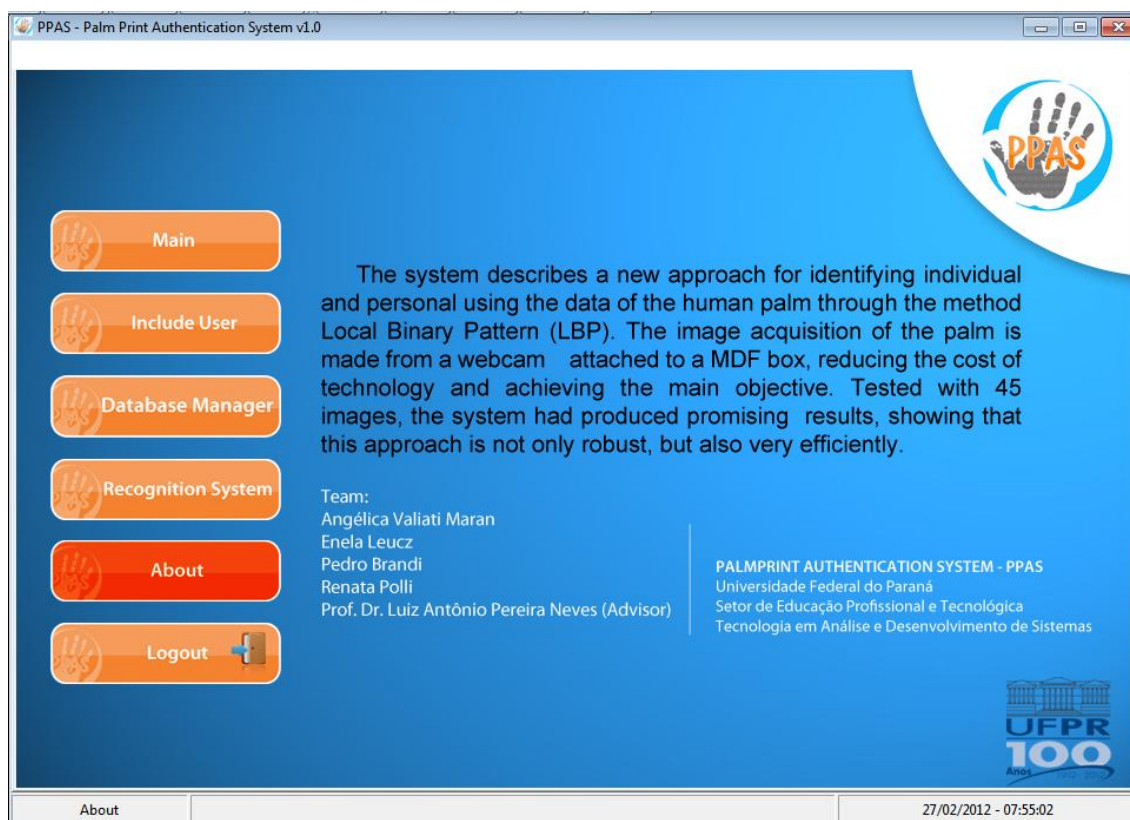 PPAS - Palm Print Authentication System v1.0
PPAS
Main
Include User
Database Manager
Recognition System
About
Logout
The system describes a new approach for identifying individual
and personal using the data of the human palm through the method
Local Binary Pattern (LBP). The image acquisition of the palm is
made from a webcam attached to a MDF box, reducing the cost of
technology and achieving the main objective. Tested with 45
images, the system had produced promising results, showing that
this approach is not only robust, but also very efficiently.
Team:
Angélica Valiati Maran
Enela Leucz
Pedro Brandi
Renata Polli
Prof. Dr. Luiz Antônio Pereira Neves (Advisor)
PALMPRINT AUTHENTICATION SYSTEM - PPAS
Universidade Federal do Paraná
Setor de Educação Profissional e Tecnológica
Tecnologia em Análise e Desenvolvimento de Sistemas
UFPR
100
Anos 1912 - 2012
About 27/02/2012 - 07:55:02